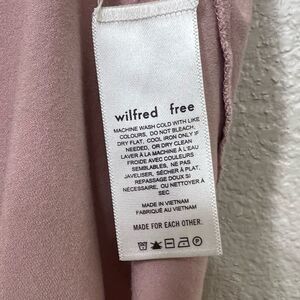 wilfred free
MACHINE WASH COLD WITH LIKE
COLOURS, DO NOT BLEACH,
DRY FLAT, COOL IRON ONLY IF
NEEDED, OR DRY CLEAN
LAVER À LA MACHINE À L'EAU
FROIDE AVEC COULEURS
SEMBLABLES, NE PAS
JAVELISER, SÉCHER À PLAT,
REPASSAGE DOUX SI
NÉCESSAIRE, OU NETTOYER À
SEC
MADE IN VIETNAM
FABRIQUÉ AU VIETNAM
MADE FOR EACH OTHER.